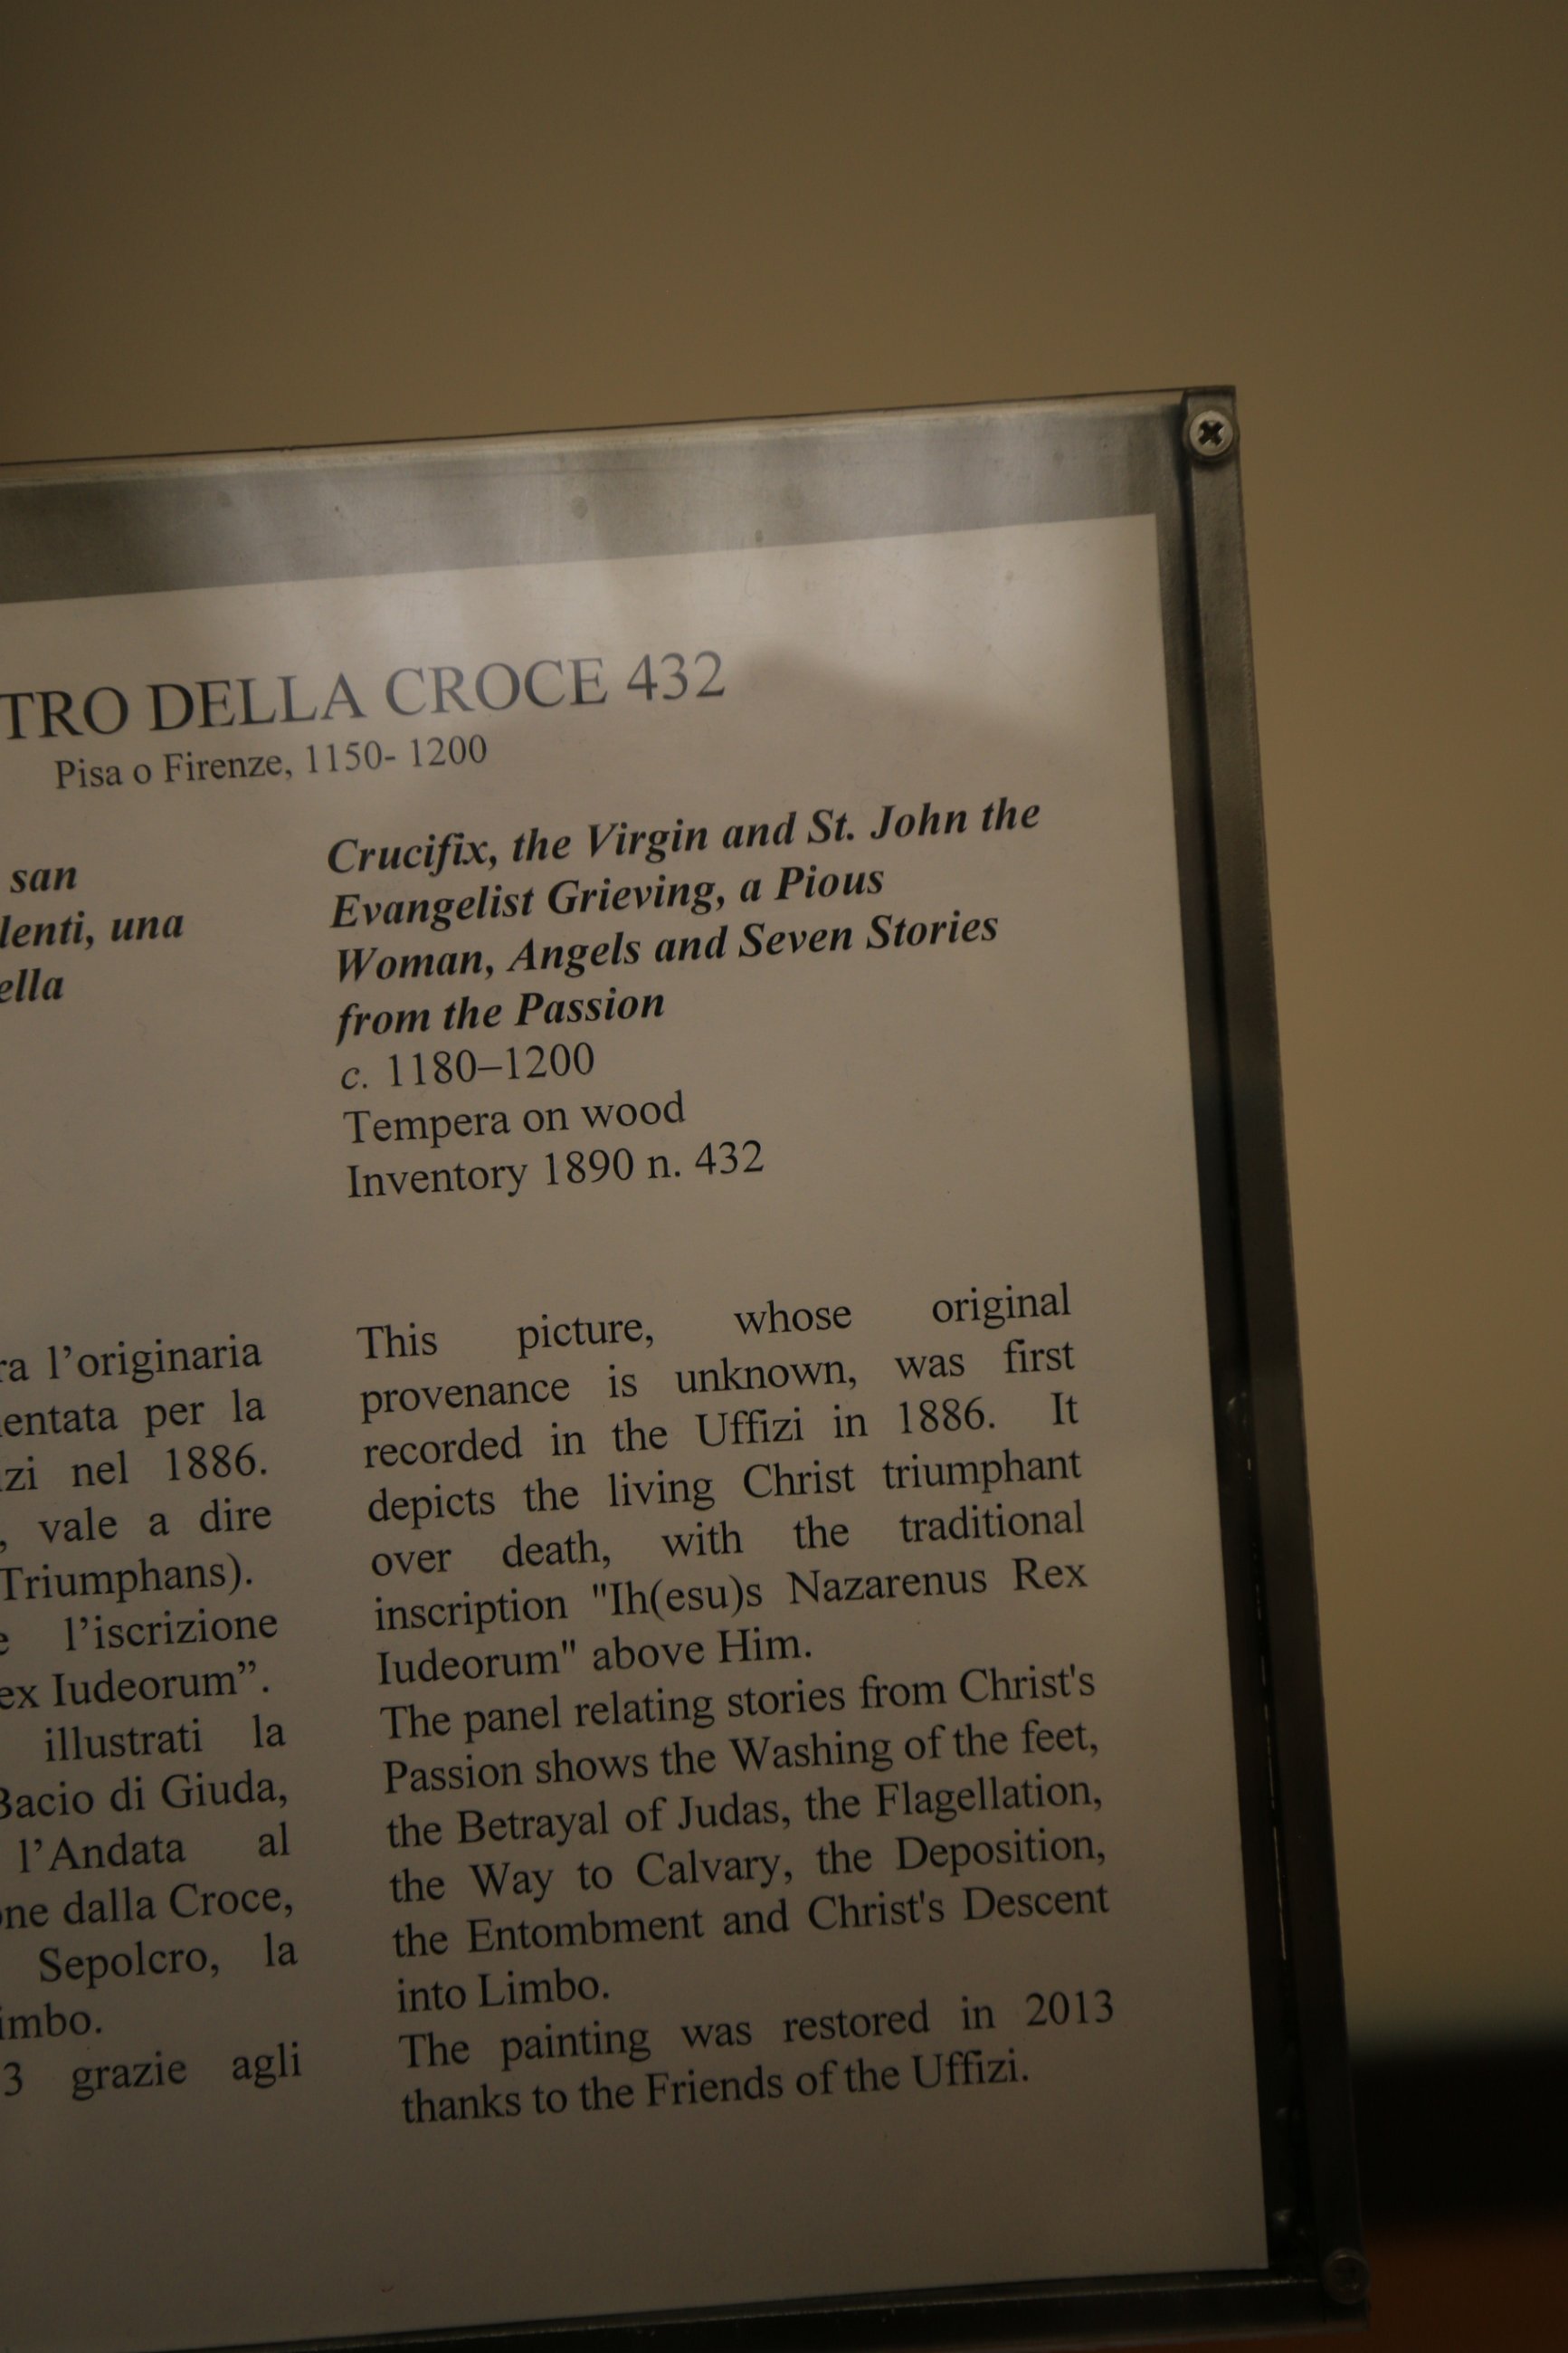 TRO DELLA CROCE 432
Pisa o Firenze, 1150- 1200
san
lenti, una
ella
ra l’originaria
entata per la
zi nel 1886.
, vale a dire
Triumphans).
e l’iscrizione
ex Iudeorum”.
illustrati la
Bacio di Giuda,
l’Andata al
one dalla Croce,
Sepolcro, la
imbo.
3 grazie agli
Crucifix, the Virgin and St. John the
Evangelist Grieving, a Pious
Woman, Angels and Seven Stories
from the Passion
c. 1180–1200
Tempera on wood
Inventory 1890 n. 432
This picture, whose original
provenance is unknown, was first
recorded in the Uffizi in 1886. It
depicts the living Christ triumphant
over death, with the traditional
inscription "Ih(esu)s Nazarenus Rex
Iudeorum" above Him.
The panel relating stories from Christ's
Passion shows the Washing of the feet,
the Betrayal of Judas, the Flagellation,
the Way to Calvary, the Deposition,
the Entombment and Christ's Descent
into Limbo.
The painting was restored in 2013
thanks to the Friends of the Uffizi.